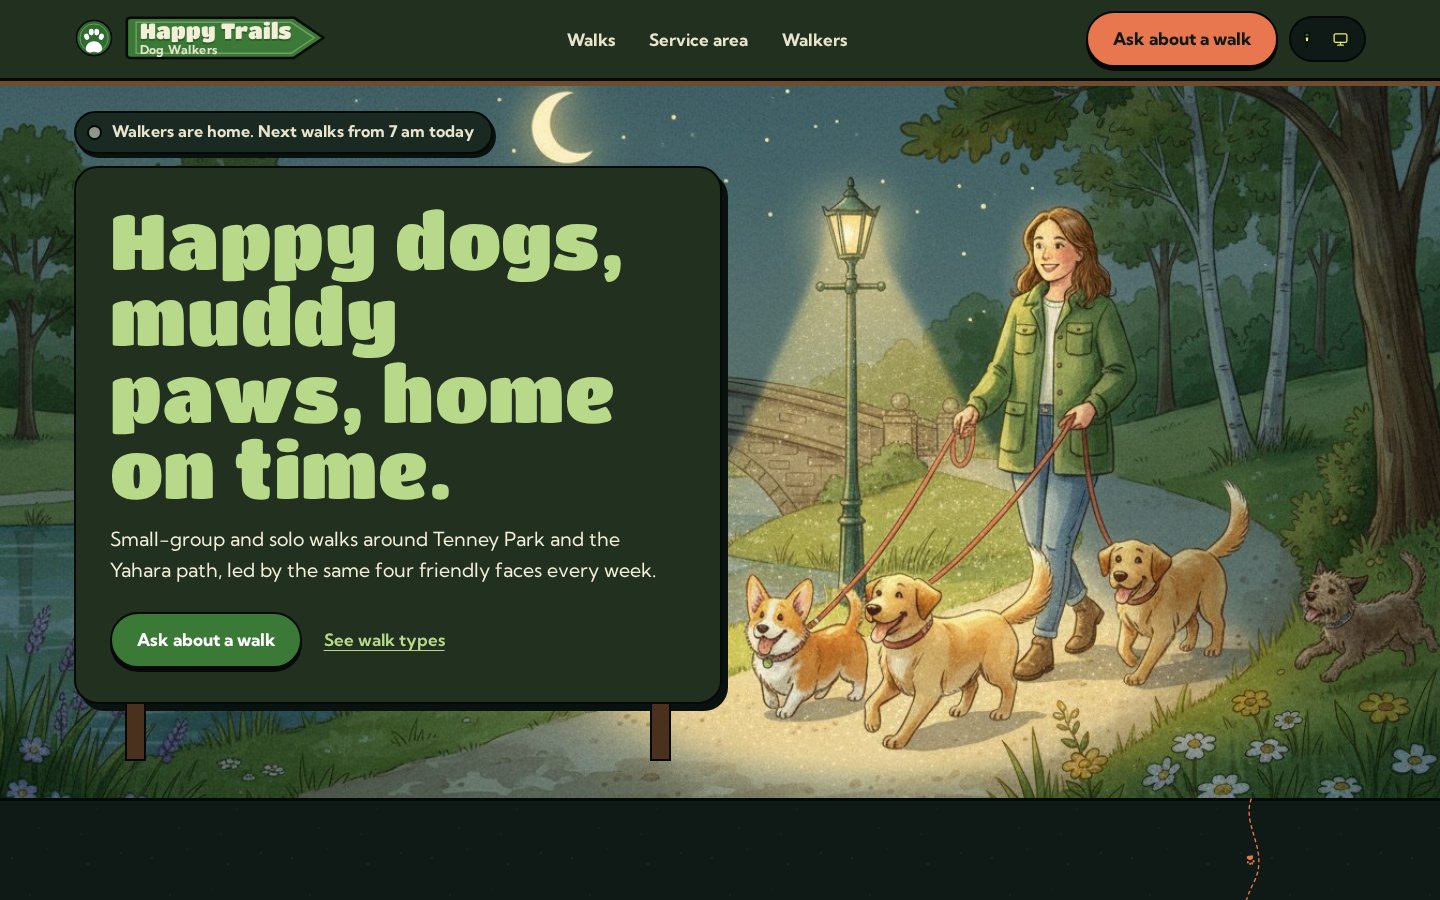 Happy Trails
Dog Walkers
Walks
Service area
Walkers
Ask about a walk
Walkers are home. Next walks from 7 am today
Happy dogs,
muddy
paws, home
on time.
Small-group and solo walks around Tenney Park and the
Yahara path, led by the same four friendly faces every week.
Ask about a walk
See walk types